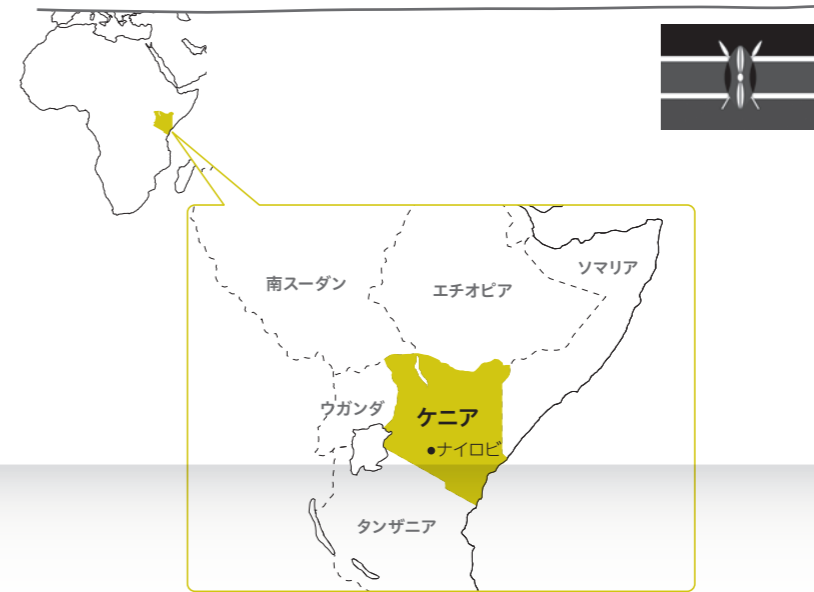 南スーダン
エチオピア
ソマリア
ウガンダ
ケニア
●ナイロビ
タンザニア